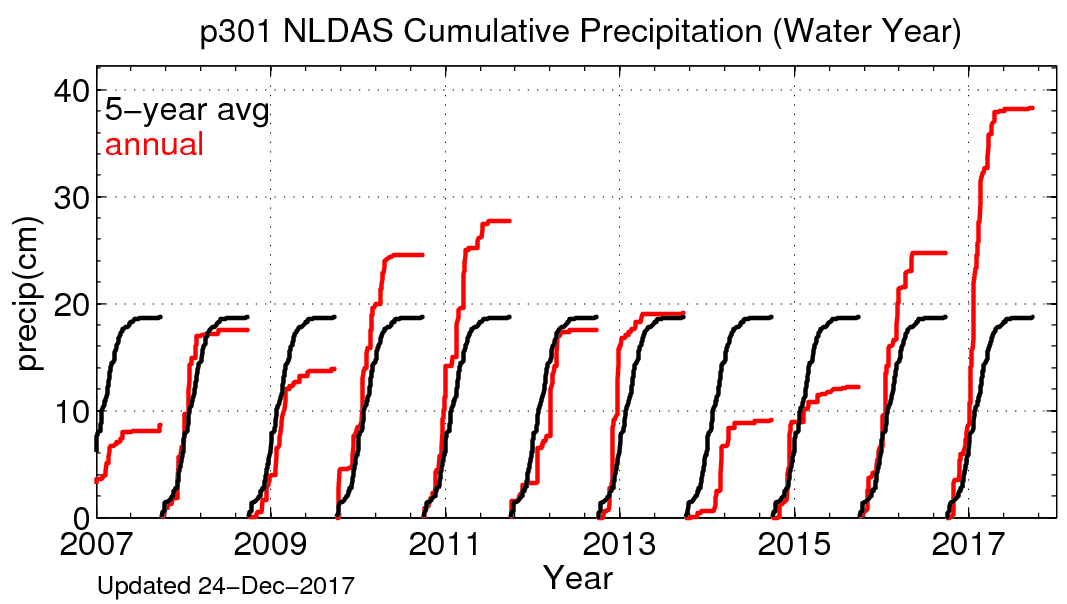 p301 NLDAS Cumulative Precipitation (Water Year)
5−year avg
annual
precip(cm)
40
30
20
10
0
2007 2009 2011 2013 2015 2017
Year
Updated 24−Dec−2017